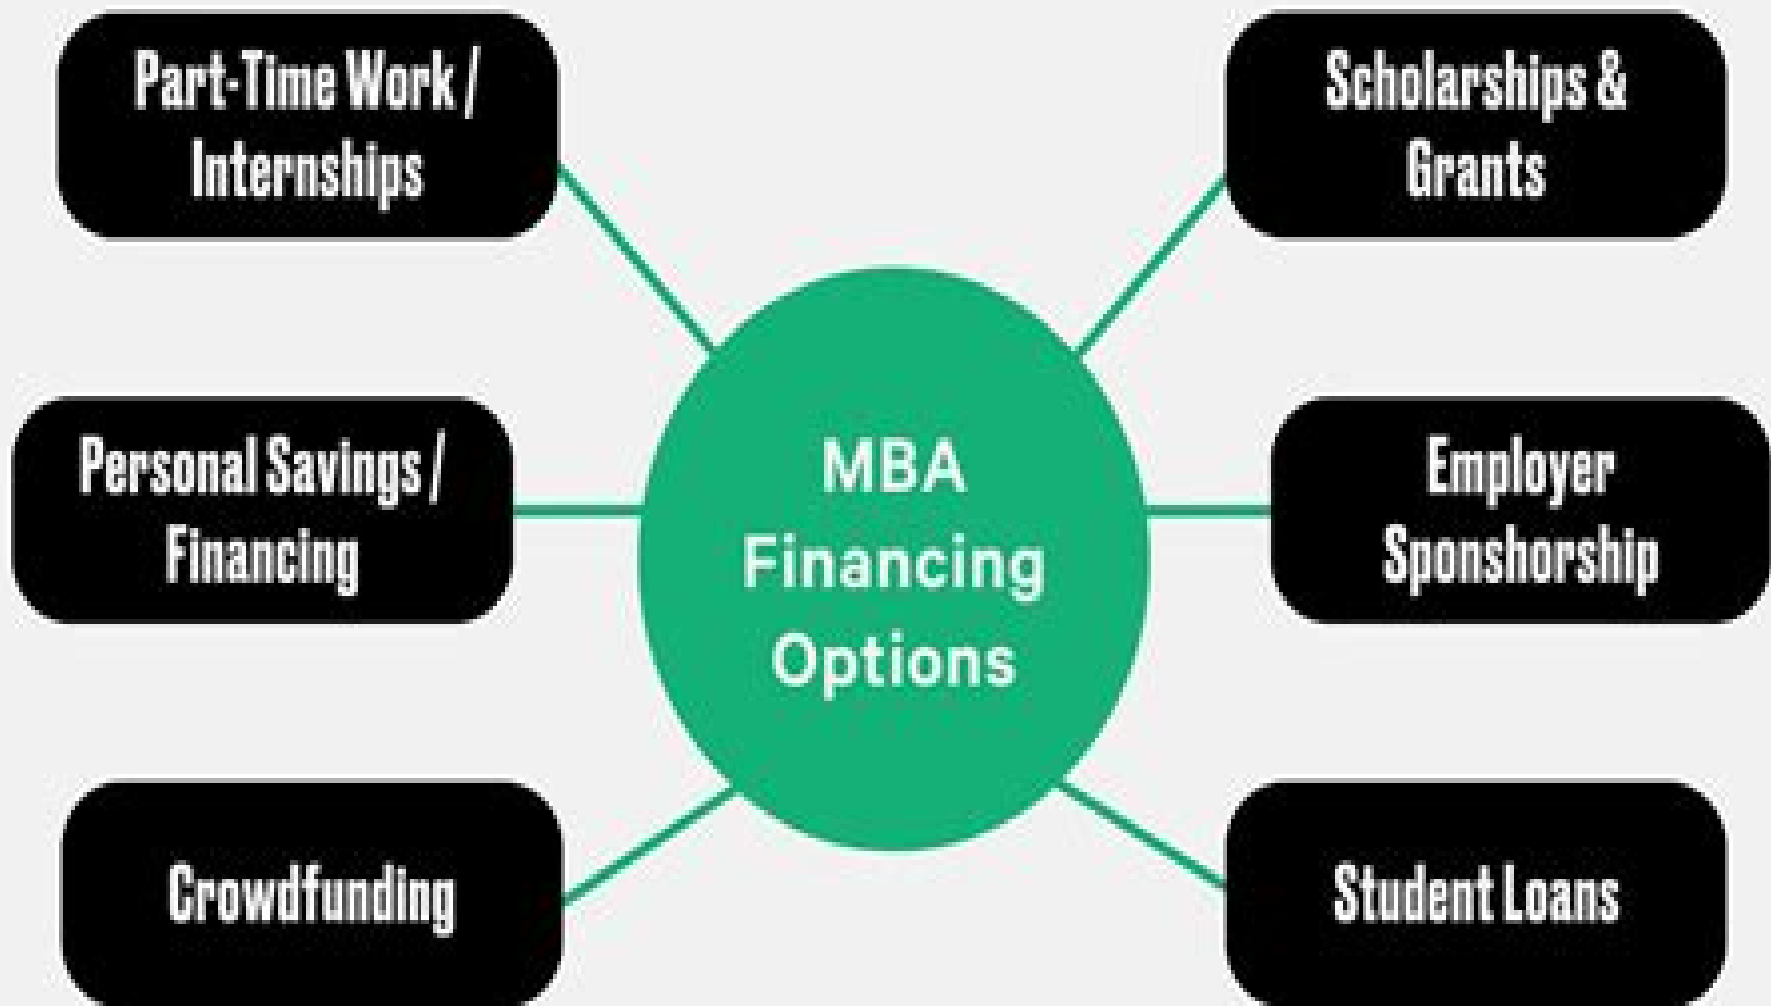 Part-Time Work /
Internships
Scholarships &
Grants
Personal Savings /
Financing
MBA
Financing
Options
Employer
Sponshorship
Crowdfunding
Student Loans